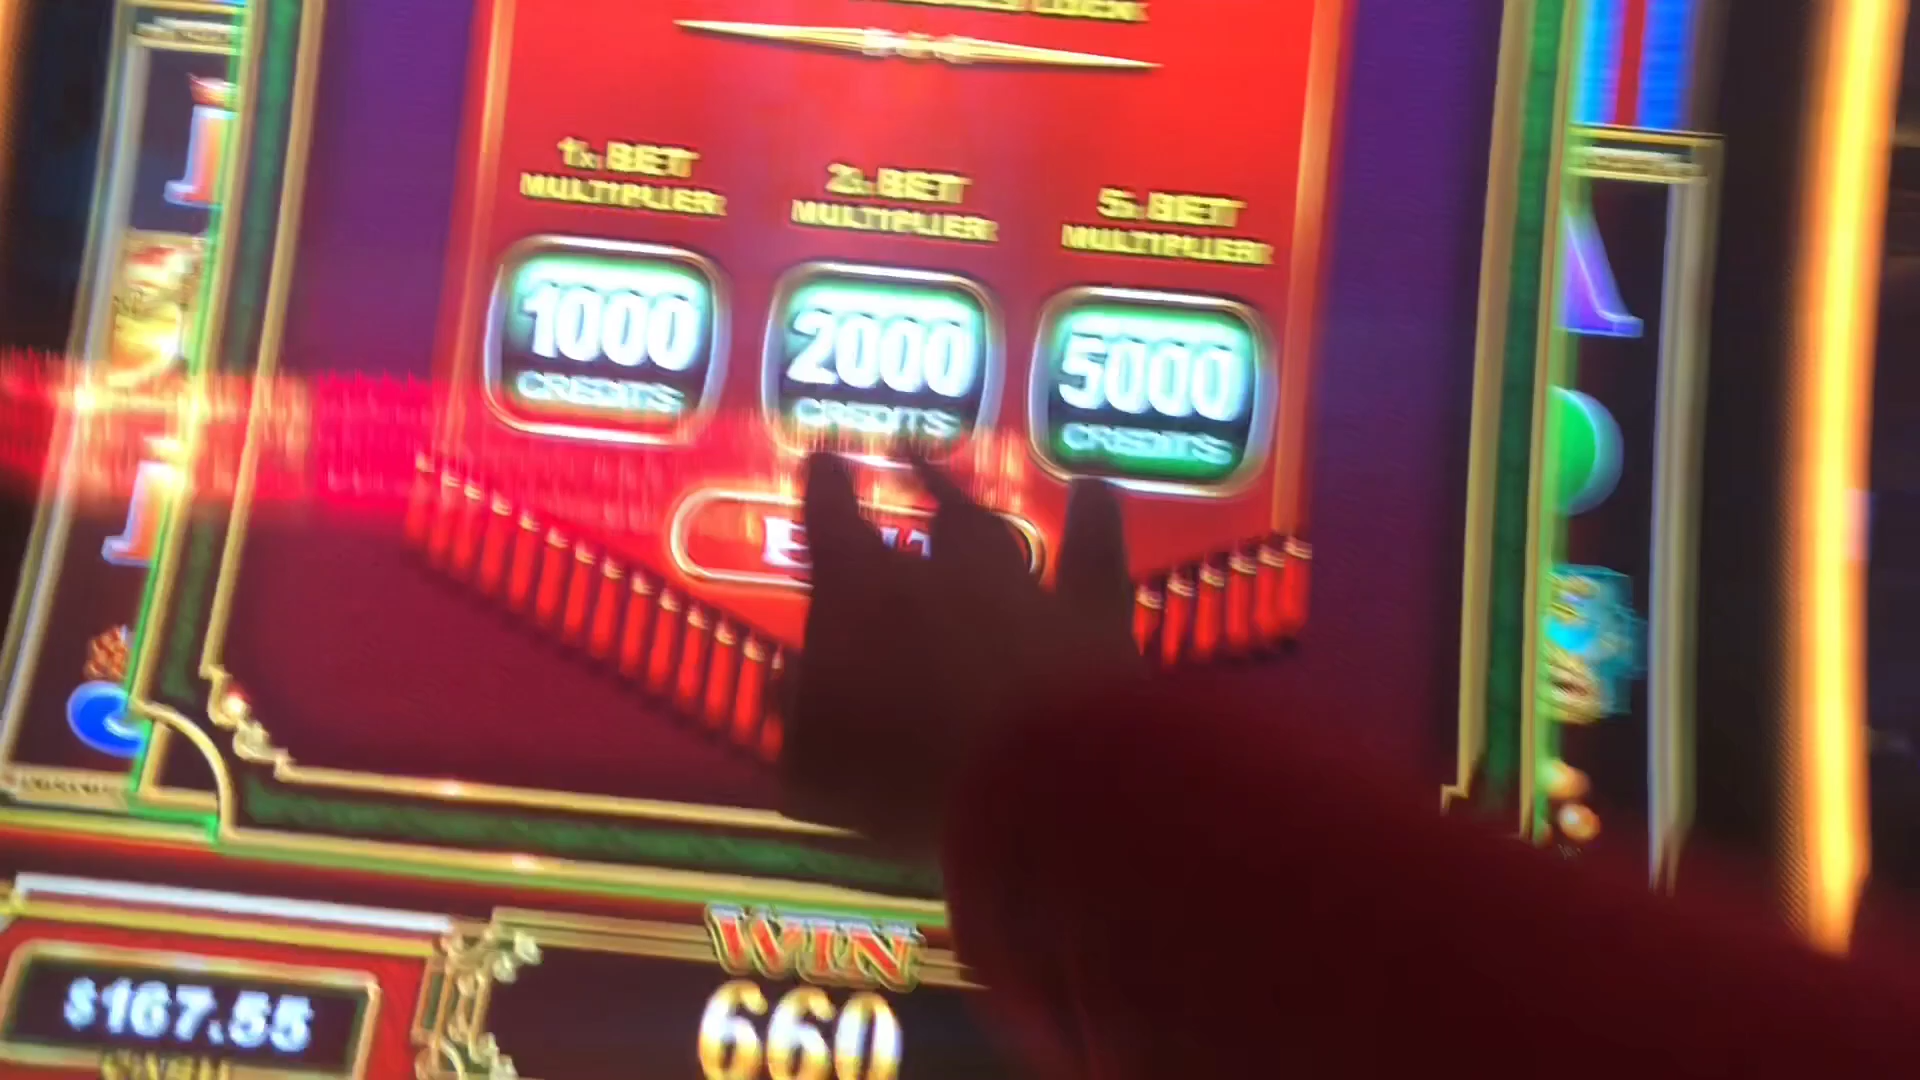 1x BET
MULTIPLIER:
2x BET
MULTIPLIER:
5x BET
MULTIPLIER:
1000
CREDITS
2000
CREDITS
5000
CREDITS
WIN
660
$167.55